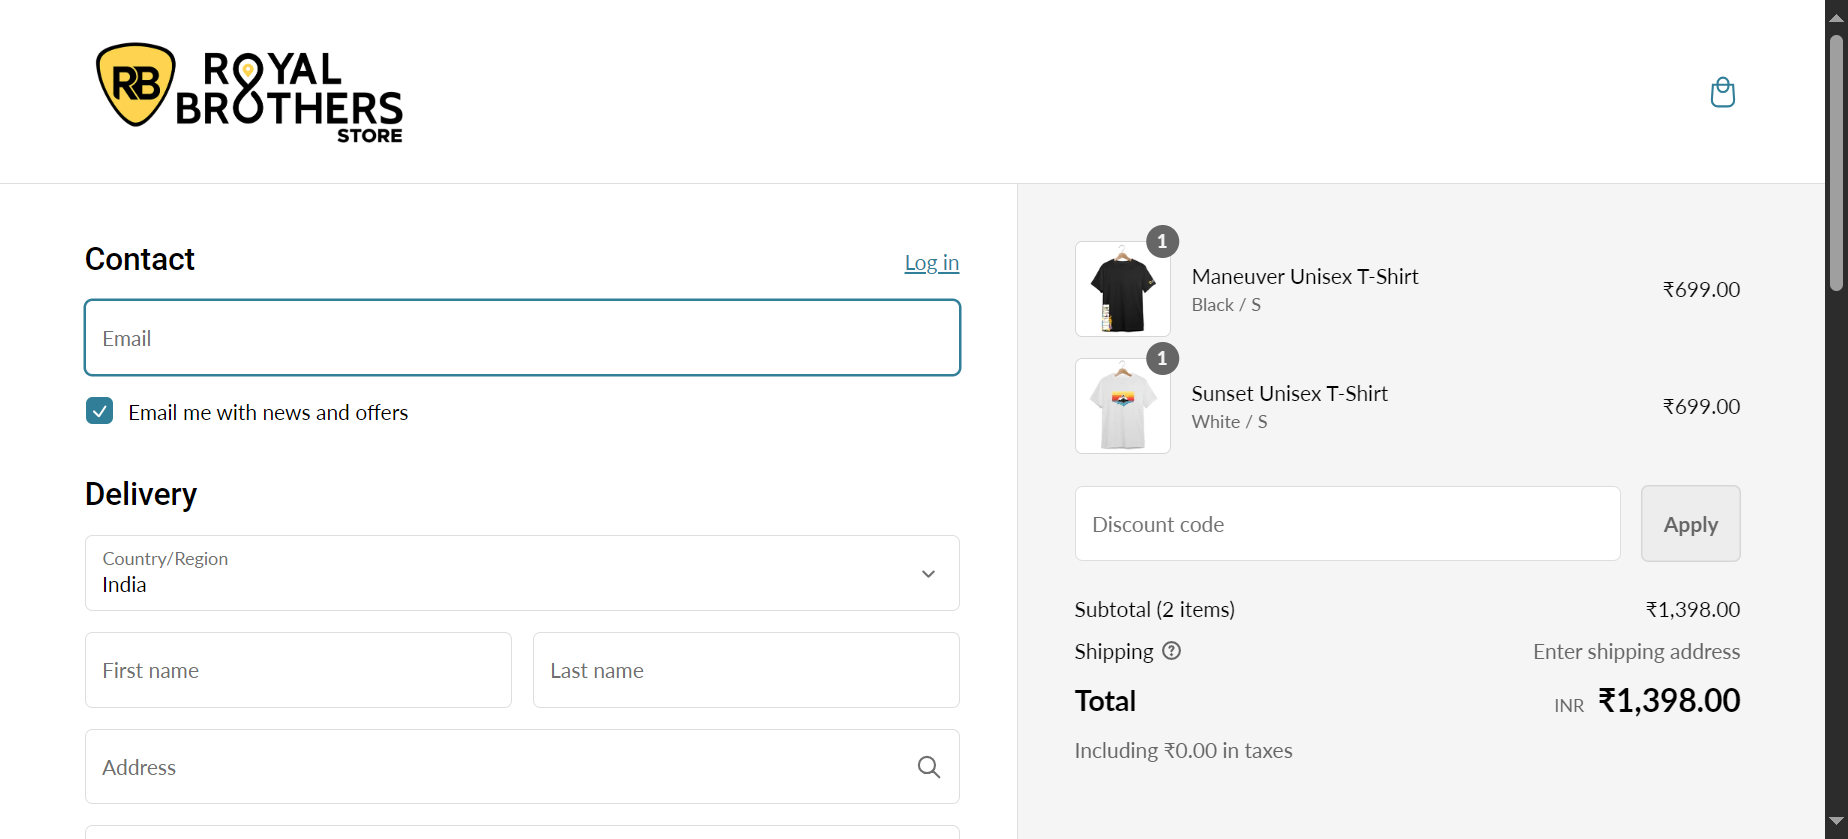 RB
ROYAL
BROTHERS
STORE
Contact
Log in
Email
Email me with news and offers
Delivery
Country/Region
India
First name
Last name
Address
1
Maneuver Unisex T-Shirt
Black / S
₹699.00
1
Sunset Unisex T-Shirt
White / S
₹699.00
Discount code
Apply
Subtotal (2 items)
₹1,398.00
Shipping
Enter shipping address
Total
INR ₹1,398.00
Including ₹0.00 in taxes